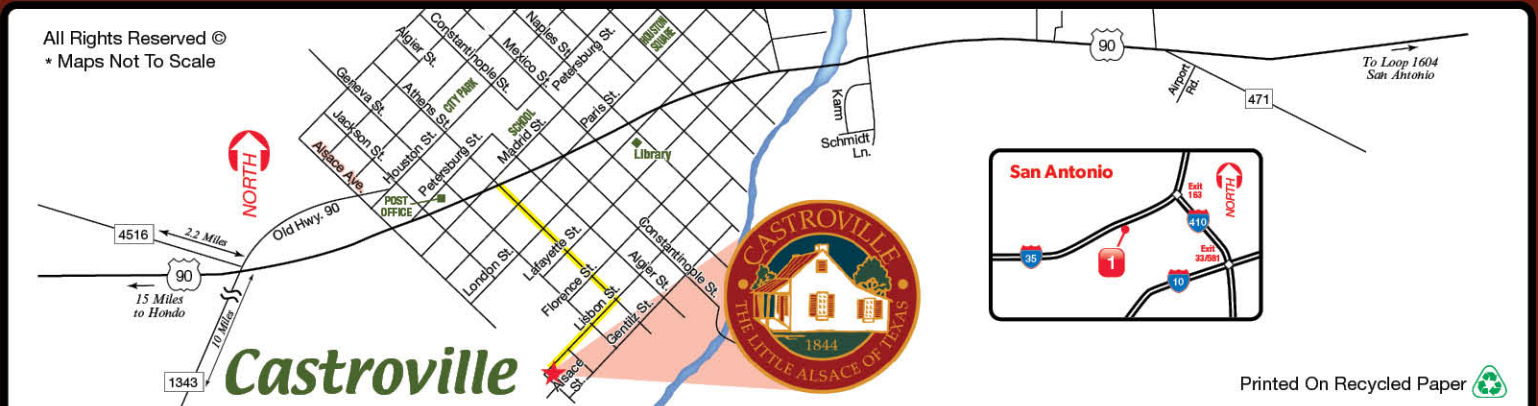 All Rights Reserved ©
* Maps Not To Scale
Algier St.
Constantinople St.
Naples St.
Mexico St.
Petersburg St.
HOUSTON
SQUARE
90
To Loop 1604
San Antonio
Airport
Rd.
471
Geneva St.
Athens St.
CITY PARK
SCHOOL
Madrid St.
Paris St.
Karm
Schmidt
Ln.
Jackson St.
Alsace Ave.
Houston St.
Petersburg St.
Library
NORTH
POST
OFFICE
Old Hwy. 90
4516
2.2 Miles
90
15 Miles
to Hondo
10 Miles
1343
London St.
Lafayette St.
Florence St.
Lisbon St.
Gentilz St.
Algier St.
Constantinople St.
Alsace
St.
Castroville
CASTROVILLE
1844
THE LITTLE ALSACE OF TEXAS
San Antonio
Exit
163
NORTH
410
35
1
Exit
33/581
10
Printed On Recycled Paper